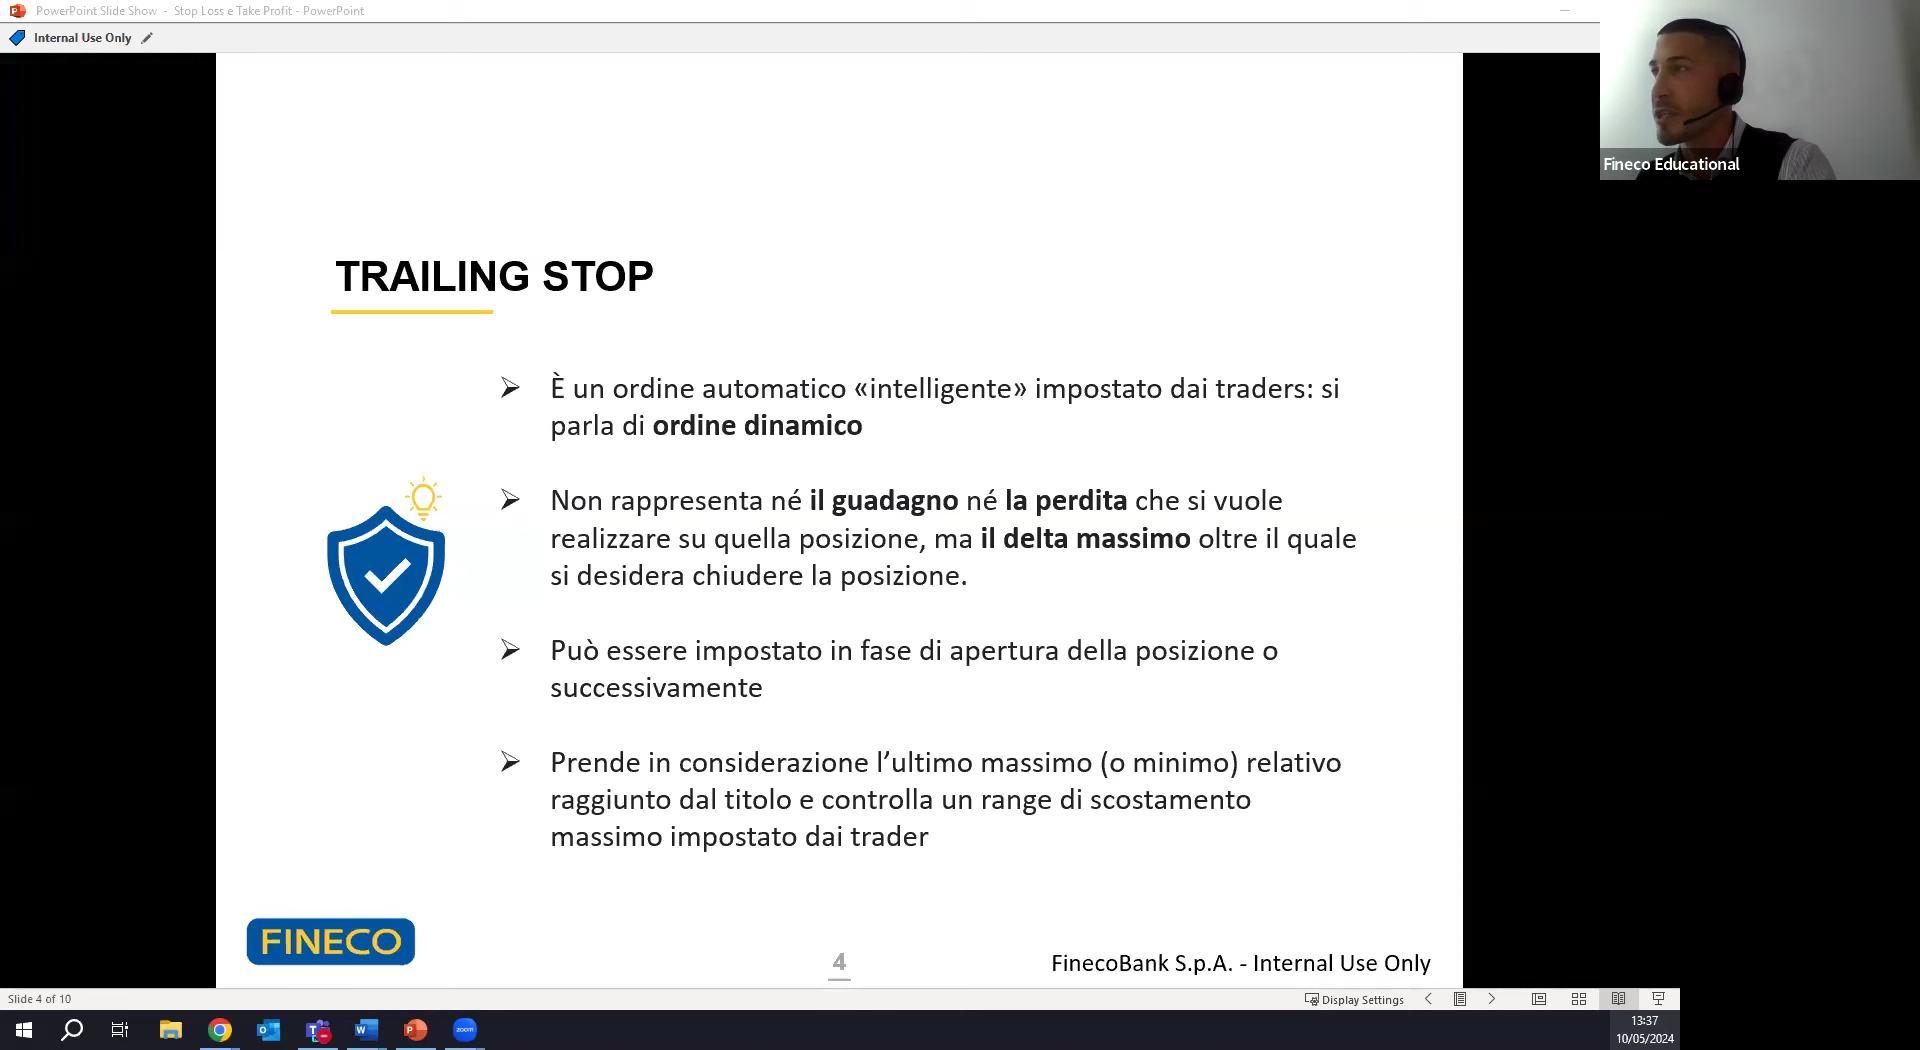 PowerPoint Slide Show - Stop Loss e Take Profit - PowerPoint
Internal Use Only
Fineco Educational
TRAILING STOP
È un ordine automatico «intelligente» impostato dai traders: si
parla di ordine dinamico
Non rappresenta né il guadagno né la perdita che si vuole
realizzare su quella posizione, ma il delta massimo oltre il quale
si desidera chiudere la posizione.
Può essere impostato in fase di apertura della posizione o
successivamente
Prende in considerazione l’ultimo massimo (o minimo) relativo
raggiunto dal titolo e controlla un range di scostamento
massimo impostato dai trader
FINECO
4
FinecoBank S.p.A. - Internal Use Only
Slide 4 of 10
Display Settings
zoom
13:37
10/05/2024